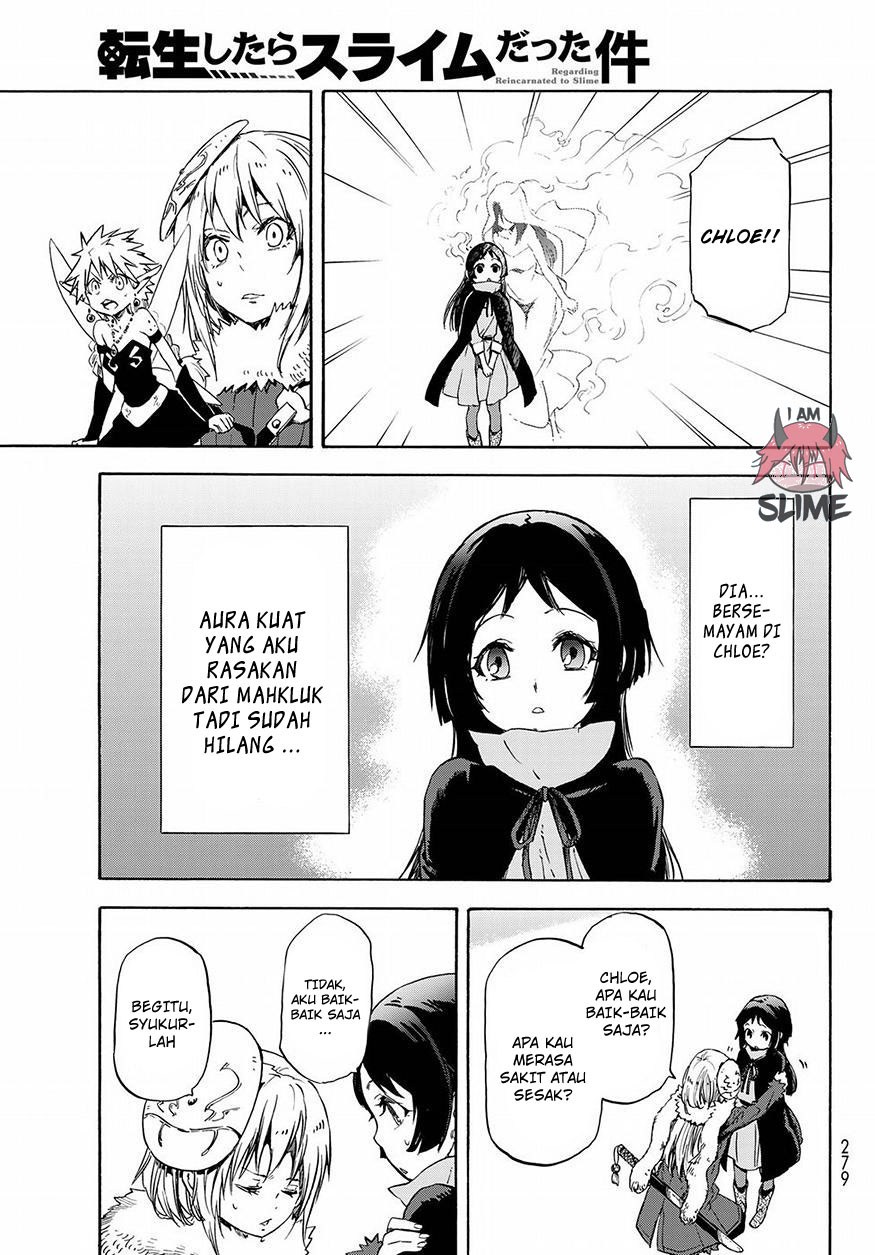 転生したらスライムだった件
Regarding
Reincarnated to Slime
CHLOE!!
I AM
SLIME
DIA...
BERSE-
MAYAM DI
CHLOE?
AURA KUAT
YANG AKU
RASAKAN
DARI MAHKLUK
TADI SUDAH
HILANG ...
CHLOE,
APA KAU
BAIK-BAIK
SAJA?
APA KAU
MERASA
SAKIT ATAU
SESAK?
TIDAK,
AKU BAIK-
BAIK SAJA
...
BEGITU,
SYUKUR-
LAH
279